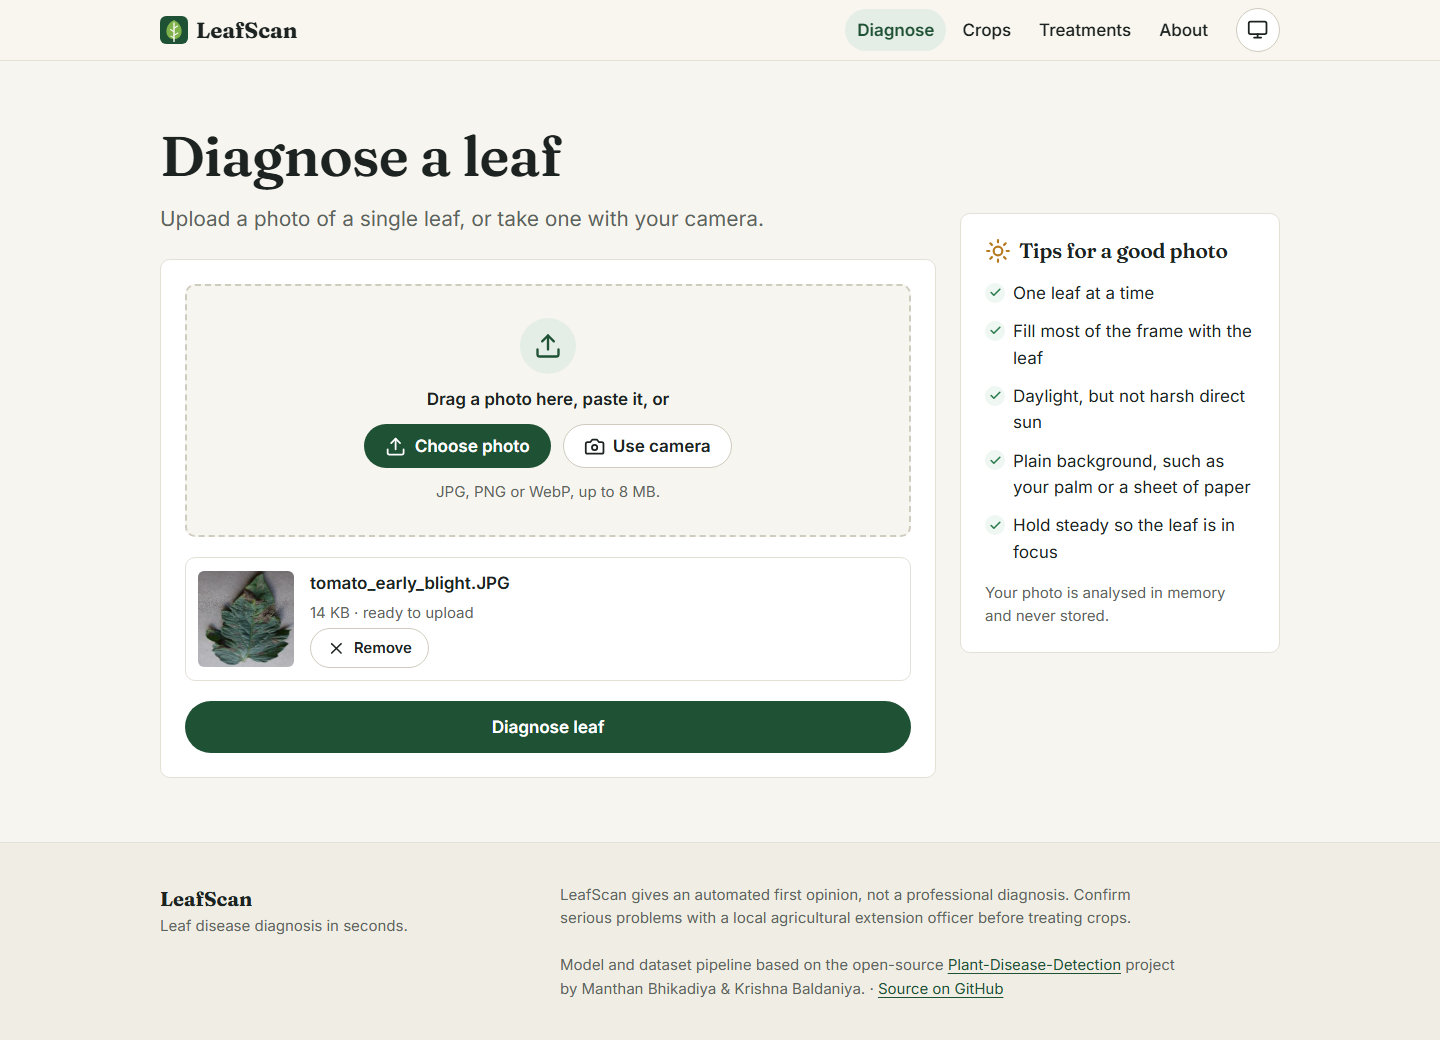 LeafScan
Diagnose
Crops
Treatments
About
Diagnose a leaf
Upload a photo of a single leaf, or take one with your camera.
Drag a photo here, paste it, or
Choose photo
Use camera
JPG, PNG or WebP, up to 8 MB.
tomato_early_blight.JPG
14 KB · ready to upload
Remove
Diagnose leaf
Tips for a good photo
One leaf at a time
Fill most of the frame with the
leaf
Daylight, but not harsh direct
sun
Plain background, such as
your palm or a sheet of paper
Hold steady so the leaf is in
focus
Your photo is analysed in memory
and never stored.
LeafScan
Leaf disease diagnosis in seconds.
LeafScan gives an automated first opinion, not a professional diagnosis. Confirm
serious problems with a local agricultural extension officer before treating crops.
Model and dataset pipeline based on the open-source Plant-Disease-Detection project
by Manthan Bhikadiya & Krishna Baldaniya. · Source on GitHub